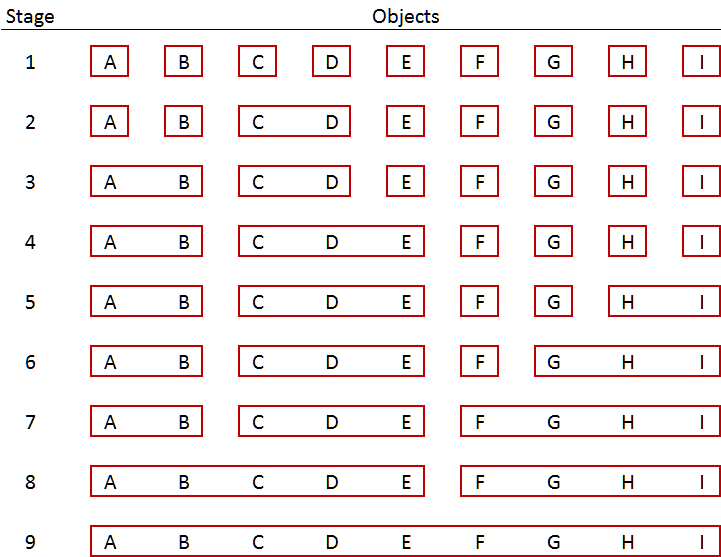 Stage Objects
1 A B C D E F G H I
2 A B C D E F G H I
3 A B C D E F G H I
4 A B C D E F G H I
5 A B C D E F G H I
6 A B C D E F G H I
7 A B C D E F G H I
8 A B C D E F G H I
9 A B C D E F G H I